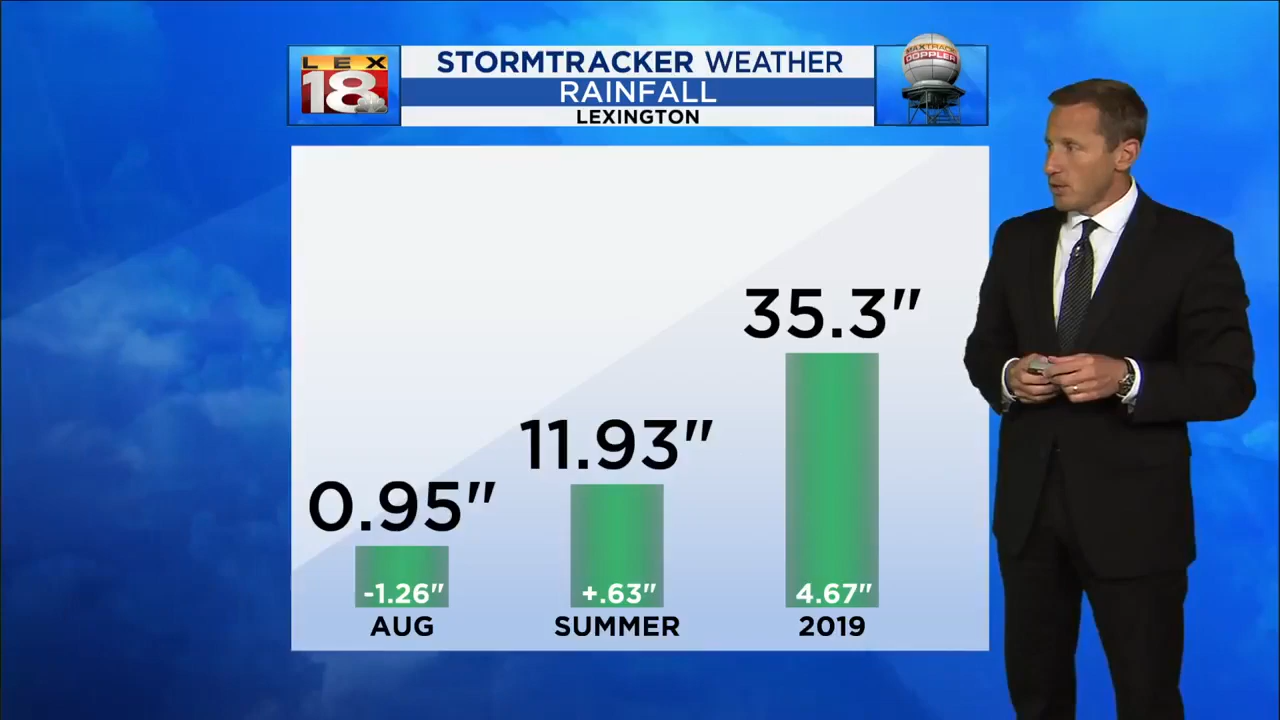 LEX
18
STORMTRACKER WEATHER
RAINFALL
LEXINGTON
MAXTRACK
DOPPLER
35.3"
11.93"
0.95"
-1.26"
+.63"
4.67"
AUG
SUMMER
2019